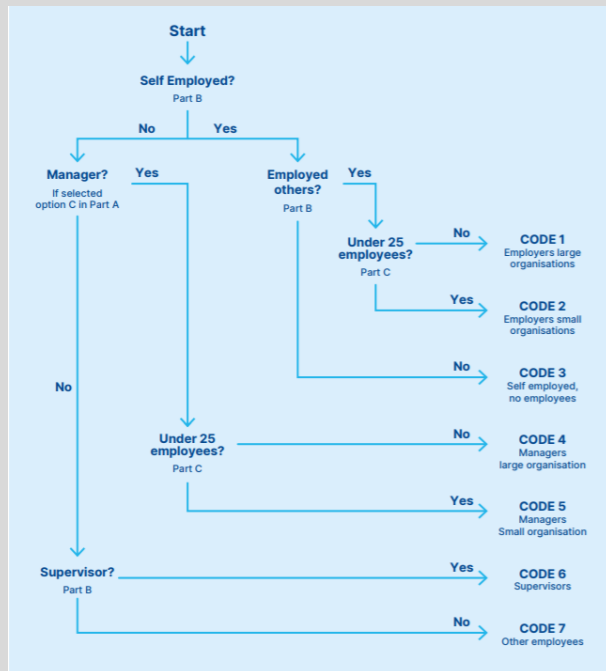 Start
Self Employed?
Part B
No
Yes
Manager?
If selected
option C in Part A
Yes
Employed
others?
Part B
Yes
Under 25
employees?
Part C
No
CODE 1
Employers large
organisations
Yes
CODE 2
Employers small
organisations
No
CODE 3
Self employed,
no employees
No
Under 25
employees?
Part C
No
CODE 4
Managers
large organisation
Yes
CODE 5
Managers
Small organisation
Supervisor?
Part B
Yes
CODE 6
Supervisors
No
CODE 7
Other employees